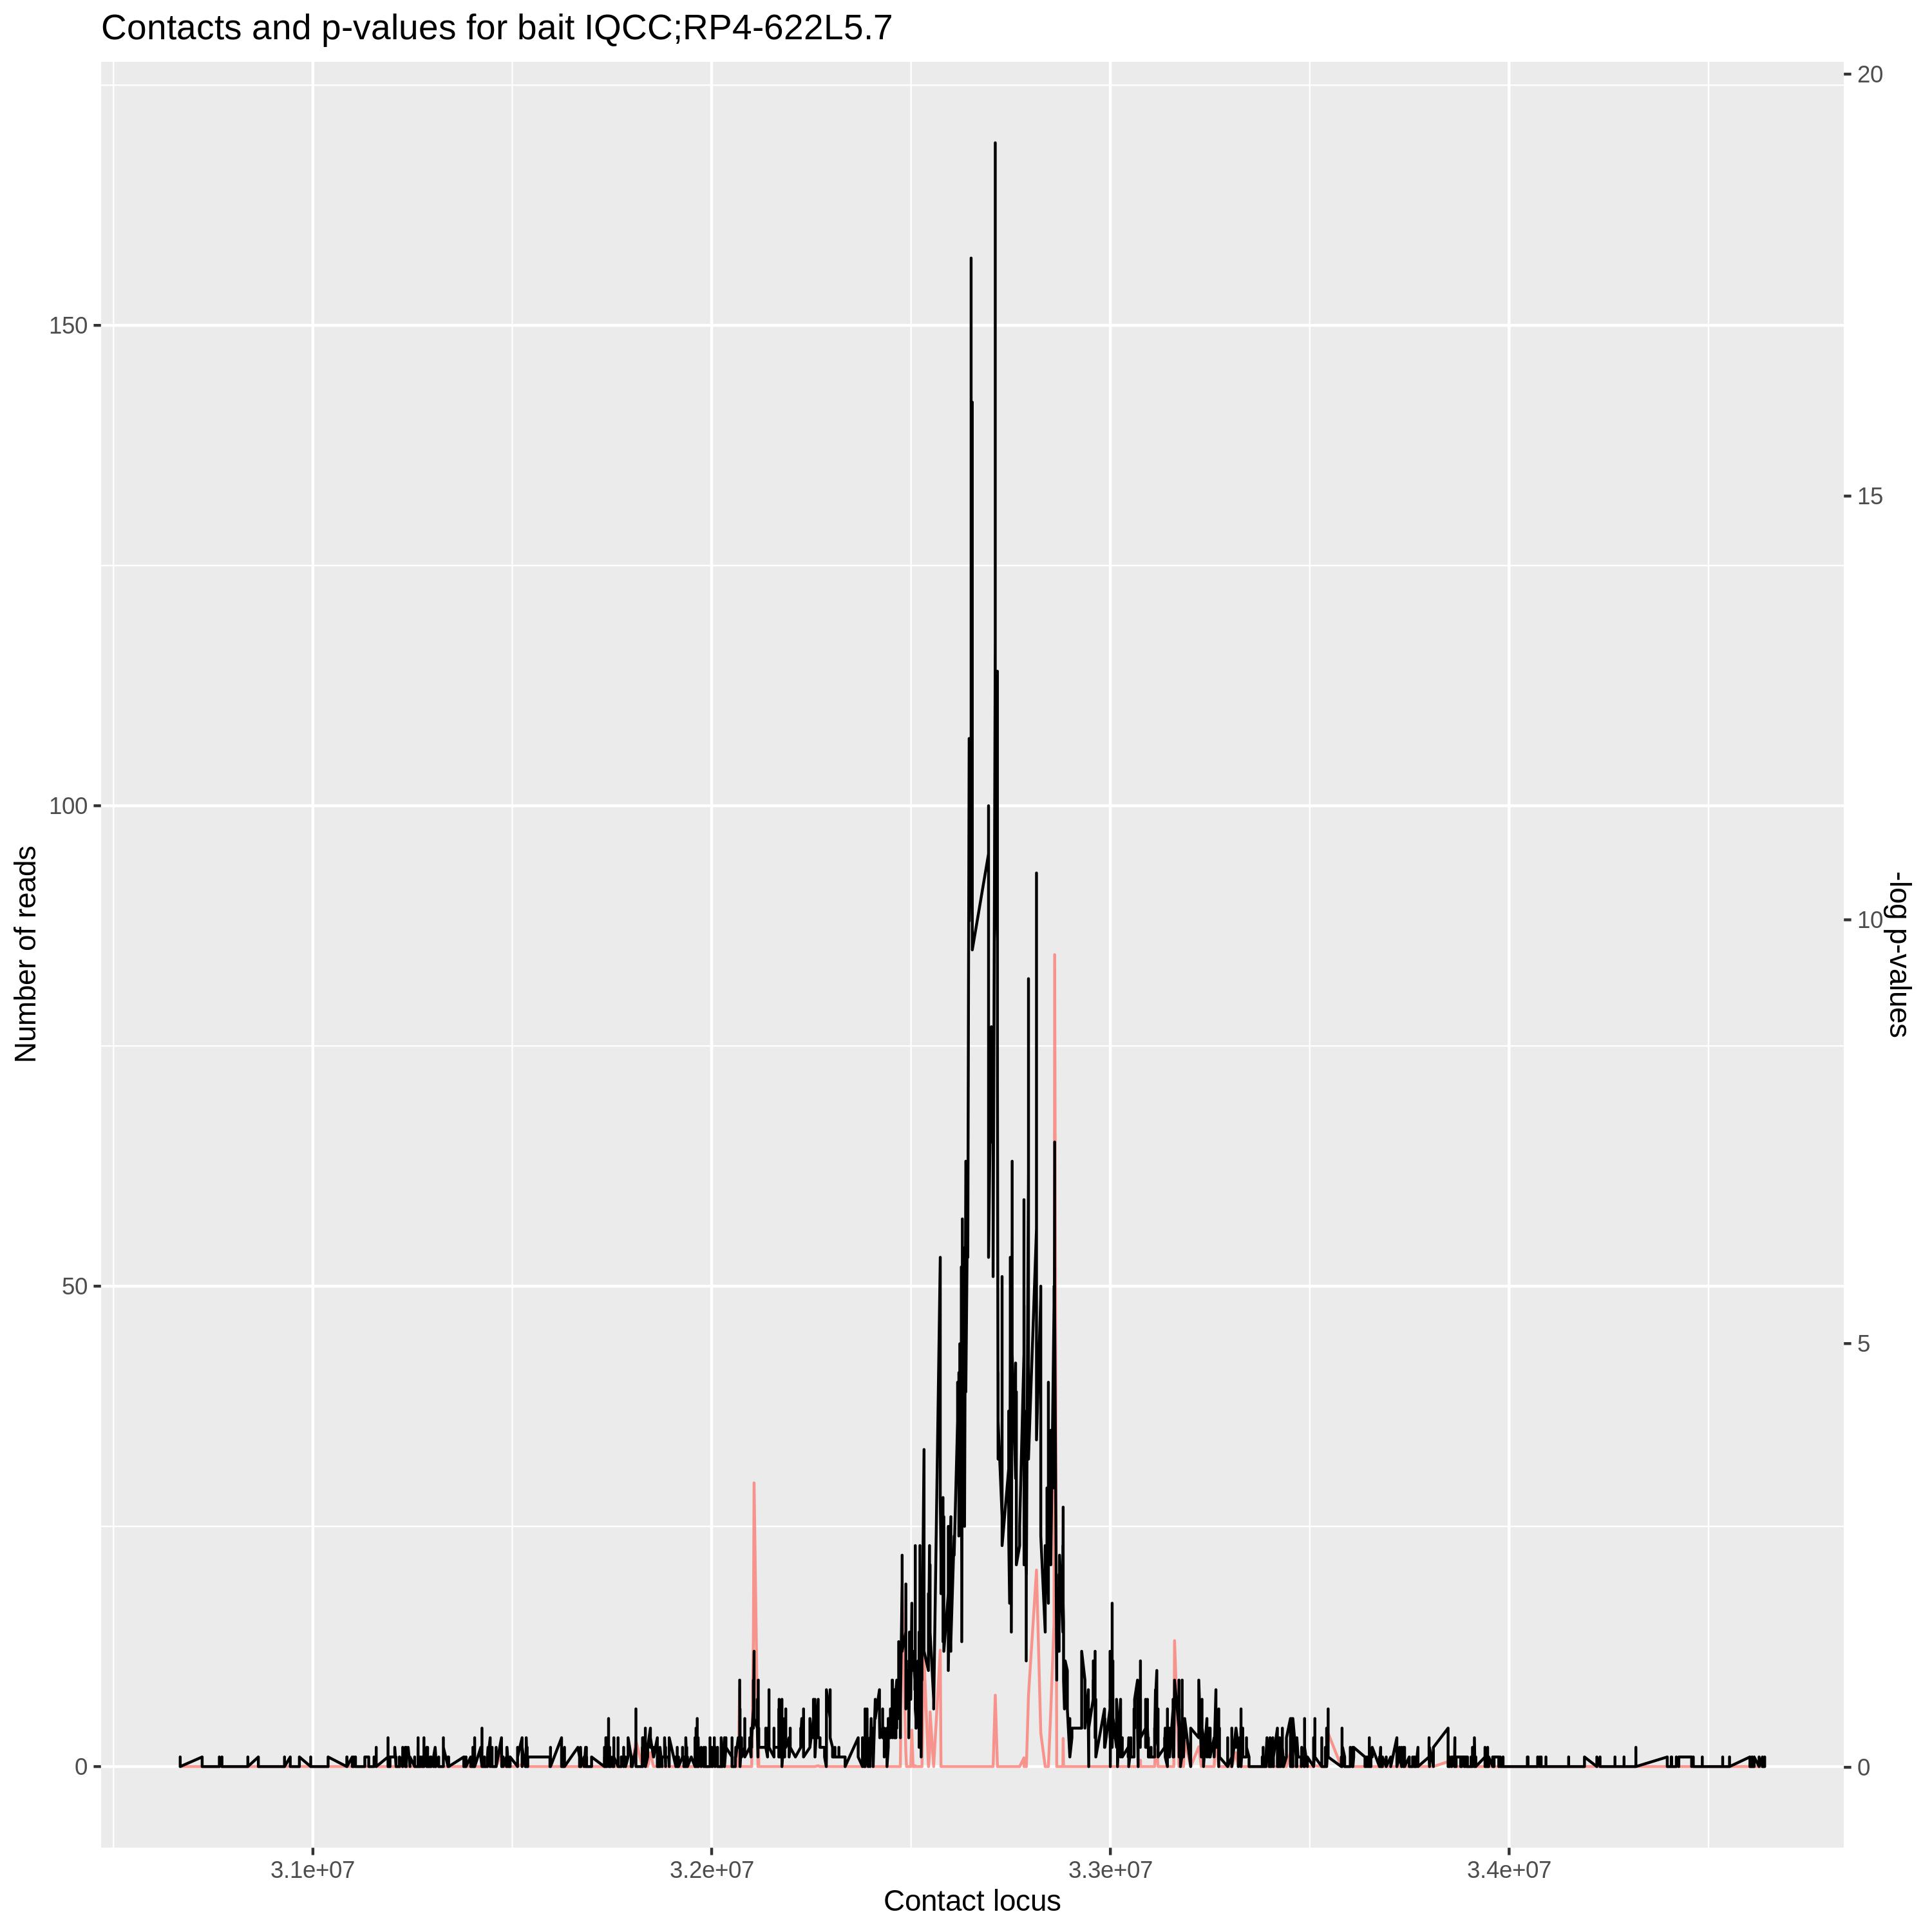 Contacts and p-values for bait IQCC;RP4-622L5.7
Number of reads
150
100
50
0
20
15
10
5
0
-log p-values
3.1e+07
3.2e+07
3.3e+07
3.4e+07
Contact locus